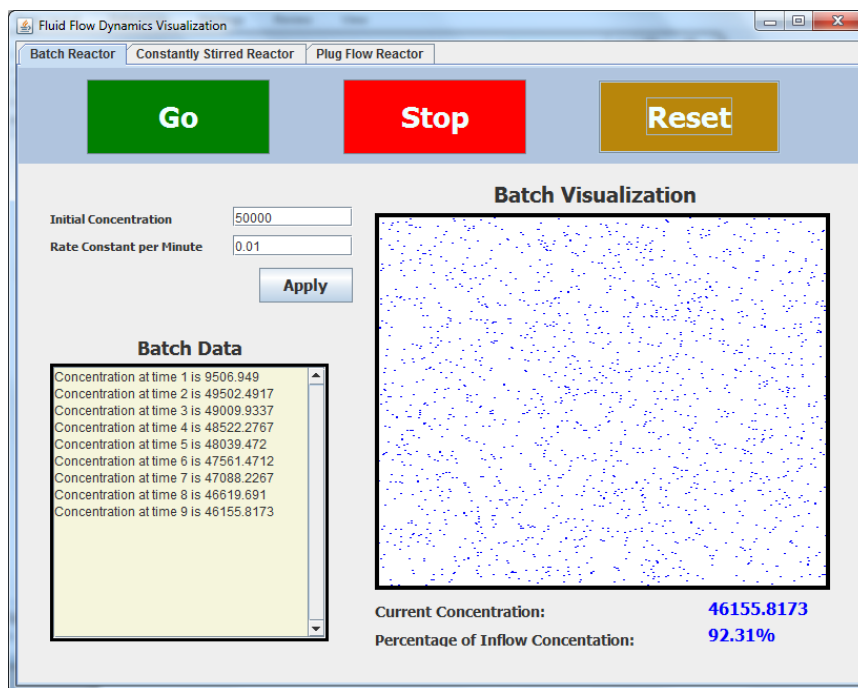 Fluid Flow Dynamics Visualization
Batch Reactor Constantly Stirred Reactor Plug Flow Reactor
Go Stop Reset
Batch Visualization
Initial Concentration 50000
Rate Constant per Minute 0.01
Apply
Batch Data
Concentration at time 1 is 9506.949
Concentration at time 2 is 49502.4917
Concentration at time 3 is 49009.9337
Concentration at time 4 is 48522.2767
Concentration at time 5 is 48039.472
Concentration at time 6 is 47561.4712
Concentration at time 7 is 47088.2267
Concentration at time 8 is 46619.691
Concentration at time 9 is 46155.8173
Current Concentration: 46155.8173
Percentage of Inflow Concentation: 92.31%